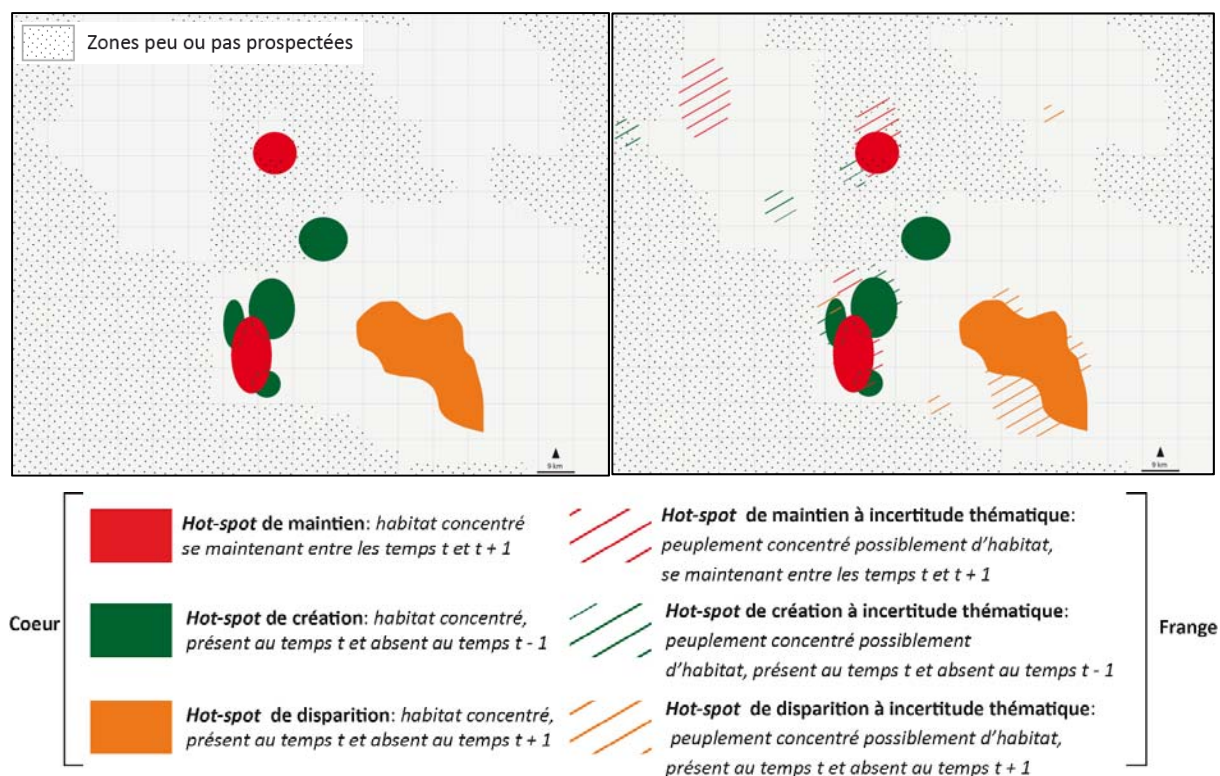 Zones peu ou pas prospectées
9 km
9 km
Coeur
Hot-spot de maintien: habitat concentré
se maintenant entre les temps t et t + 1
Hot-spot de création: habitat concentré,
présent au temps t et absent au temps t - 1
Hot-spot de disparition: habitat concentré,
présent au temps t et absent au temps t + 1
Hot-spot de maintien à incertitude thématique:
peuplement concentré possiblement d'habitat,
se maintenant entre les temps t et t + 1
Hot-spot de création à incertitude thématique:
peuplement concentré possiblement
d'habitat, présent au temps t et absent au temps t - 1
Hot-spot de disparition à incertitude thématique:
peuplement concentré possiblement d'habitat,
présent au temps t et absent au temps t + 1
Frange